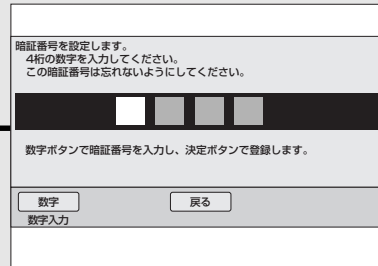 暗証番号を設定します。
4桁の数字を入力してください。
この暗証番号は忘れないようにしてください。
数字ボタンで暗証番号を入力し、決定ボタンで登録します。
数字
戻る
数字入力